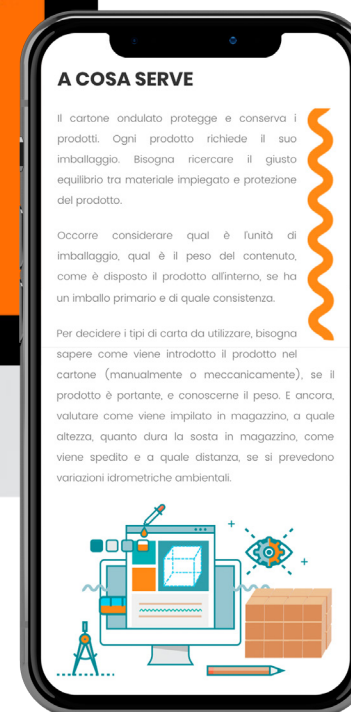 A COSA SERVE
Il cartone ondulato protegge e conserva i
prodotti. Ogni prodotto richiede il suo
imballaggio. Bisogna ricercare il giusto
equilibrio tra materiale impiegato e protezione
del prodotto.
Occorre considerare qual è l'unità di
imballaggio, qual è il peso del contenuto,
come è disposto il prodotto all'interno, se ha
un imballo primario e di quale consistenza.
Per decidere i tipi di carta da utilizzare, bisogna
sapere come viene introdotto il prodotto nel
cartone (manualmente o meccanicamente), se il
prodotto è portante, e conoscerne il peso. E ancora,
valutare come viene impilato in magazzino, a quale
altezza, quanto dura la sosta in magazzino, come
viene spedito e a quale distanza, se si prevedono
variazioni idrometriche ambientali.